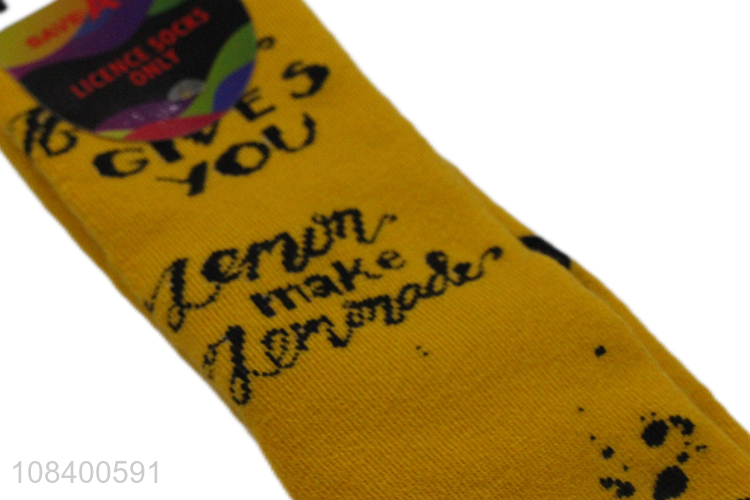 LICENCE SOCKS
ONLY
GIVES
YOU
Lemon
make
Lemonade
108400591